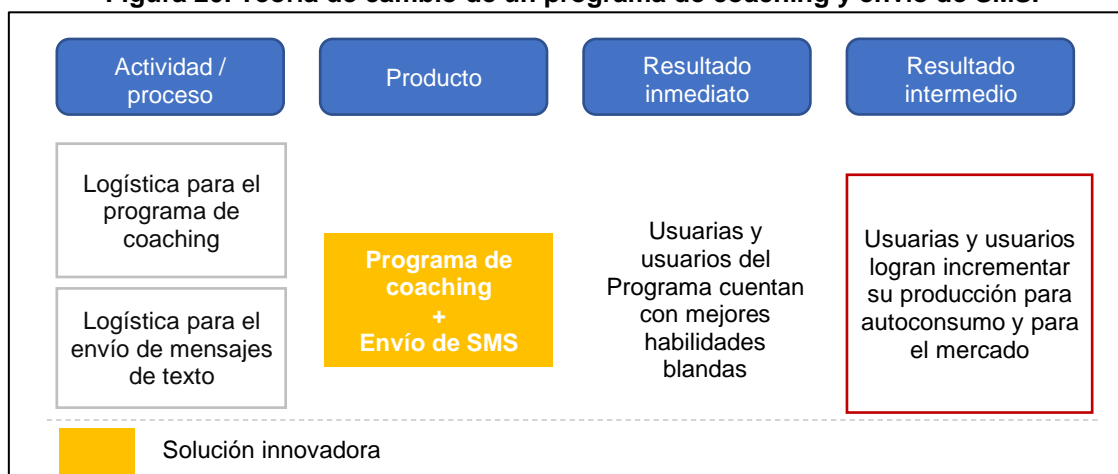 Actividad /
proceso
Producto
Resultado
inmediato
Resultado
intermedio
Logística para el
programa de
coaching
Logística para el
envío de mensajes
de texto
Programa de
coaching
+
Envío de SMS
Usuarias y
usuarios del
Programa cuentan
con mejores
habilidades
blandas
Usuarias y usuarios
logran incrementar
su producción para
autoconsumo y para
el mercado
Solución innovadora